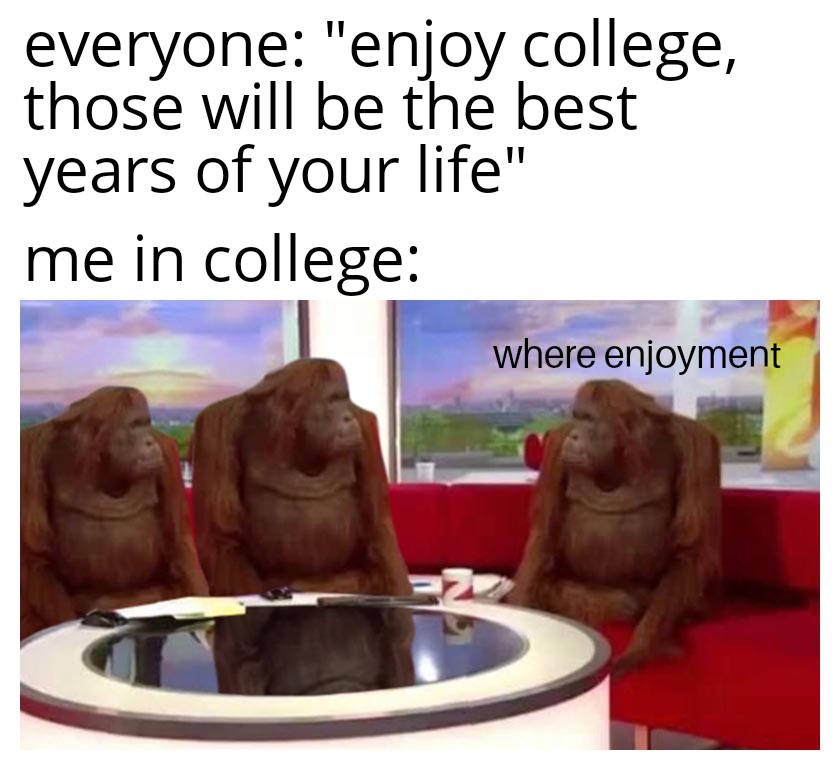 everyone: "enjoy college,
those will be the best
years of your life"
me in college:
where enjoyment